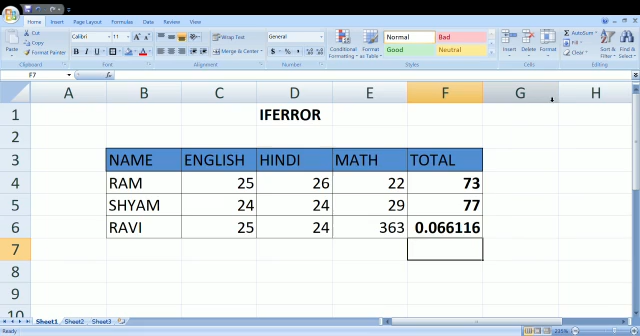 Home Insert Page Layout Formulas Data Review View
Cut
Copy
Format Painter
Paste
Clipboard
Calibri 11
Font
Wrap Text
Merge & Center
Alignment
General
Number
Conditional Formatting Format as Table
Normal Bad
Good Neutral
Styles
Insert Delete Format
Cells
AutoSum
Fill
Clear
Sort & Filter Find & Select
Editing
F7 fx
A B C D E F G H
1 IFERROR
2
3 NAME ENGLISH HINDI MATH TOTAL
4 RAM 25 26 22 73
5 SHYAM 24 24 29 77
6 RAVI 25 24 363 0.066116
7
8
9
10
Sheet1 Sheet2 Sheet3
Ready